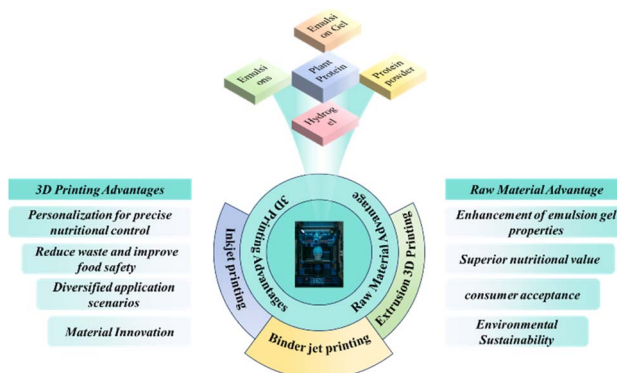 Emulsi
on Gel
Emulsi
ons
Plant
Protein
Protein
powder
Hydro
gel
3D Printing Advantages
Personalization for precise
nutritional control
Reduce waste and improve
food safety
Diversified application
scenarios
Material Innovation
3D Printing Advantages
Raw Material Advantage
Inkjet printing
Binder jet printing
Extrusion 3D Printing
Raw Material Advantage
Enhancement of emulsion gel
properties
Superior nutritional value
consumer acceptance
Environmental
Sustainability